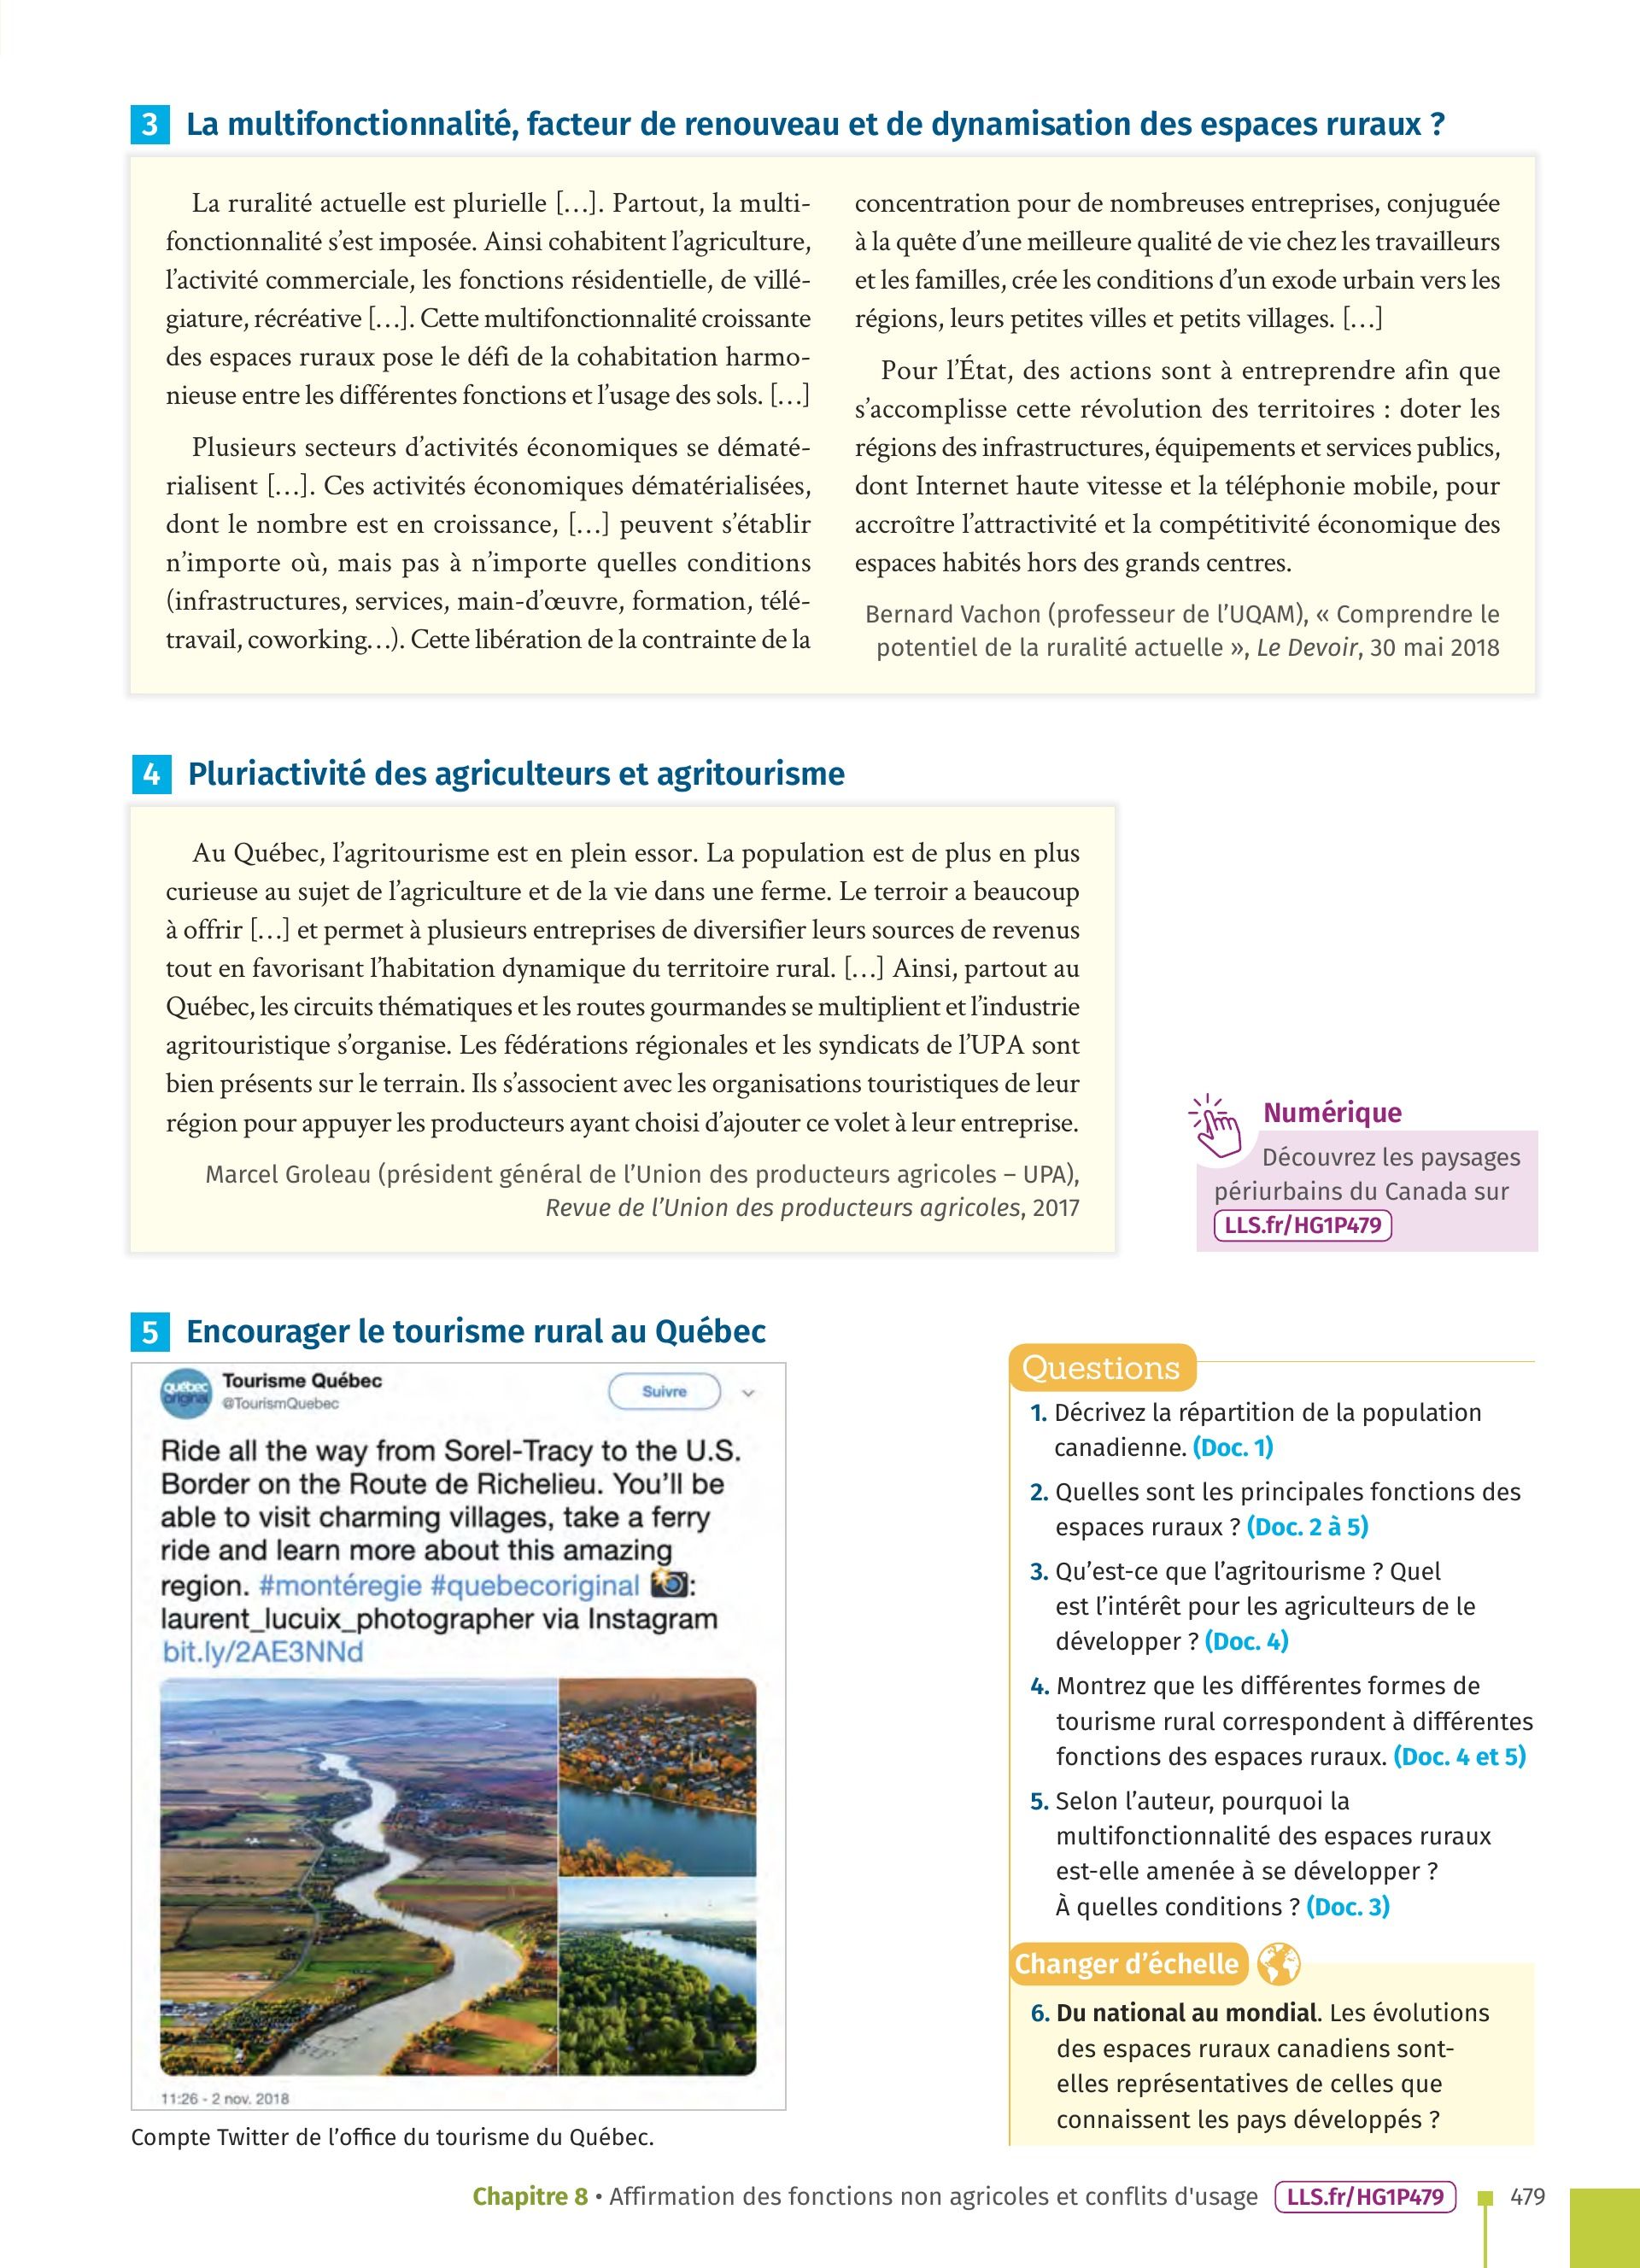 3 La multifonctionnalité, facteur de renouveau et de dynamisation des espaces ruraux ?
La ruralité actuelle est plurielle […]. Partout, la multi-
fonctionnalité s’est imposée. Ainsi cohabitent l’agriculture,
l’activité commerciale, les fonctions résidentielle, de villé-
giature, récréative […]. Cette multifonctionnalité croissante
des espaces ruraux pose le défi de la cohabitation harmo-
nieuse entre les différentes fonctions et l’usage des sols. […]
Plusieurs secteurs d’activités économiques se dématé-
rialisent […]. Ces activités économiques dématérialisées,
dont le nombre est en croissance, […] peuvent s’établir
n’importe où, mais pas à n’importe quelles conditions
(infrastructures, services, main-d’œuvre, formation, télé-
travail, coworking…). Cette libération de la contrainte de la
concentration pour de nombreuses entreprises, conjuguée
à la quête d’une meilleure qualité de vie chez les travailleurs
et les familles, crée les conditions d’un exode urbain vers les
régions, leurs petites villes et petits villages. […]
Pour l’État, des actions sont à entreprendre afin que
s’accomplisse cette révolution des territoires : doter les
régions des infrastructures, équipements et services publics,
dont Internet haute vitesse et la téléphonie mobile, pour
accroître l’attractivité et la compétitivité économique des
espaces habités hors des grands centres.
Bernard Vachon (professeur de l’UQAM), « Comprendre le
potentiel de la ruralité actuelle », Le Devoir, 30 mai 2018
4 Pluriactivité des agriculteurs et agritourisme
Au Québec, l’agritourisme est en plein essor. La population est de plus en plus
curieuse au sujet de l’agriculture et de la vie dans une ferme. Le terroir a beaucoup
à offrir […] et permet à plusieurs entreprises de diversifier leurs sources de revenus
tout en favorisant l’habitation dynamique du territoire rural. […] Ainsi, partout au
Québec, les circuits thématiques et les routes gourmandes se multiplient et l’industrie
agritouristique s’organise. Les fédérations régionales et les syndicats de l’UPA sont
bien présents sur le terrain. Ils s’associent avec les organisations touristiques de leur
région pour appuyer les producteurs ayant choisi d’ajouter ce volet à leur entreprise.
Marcel Groleau (président général de l’Union des producteurs agricoles – UPA),
Revue de l’Union des producteurs agricoles, 2017
Numérique
Découvrez les paysages
périurbains du Canada sur
LLS.fr/HG1P479
5 Encourager le tourisme rural au Québec
québec
original
Tourisme Québec
@TourismQuebec
Suivre
Ride all the way from Sorel-Tracy to the U.S.
Border on the Route de Richelieu. You’ll be
able to visit charming villages, take a ferry
ride and learn more about this amazing
region. #montéregie #quebecoriginal 📸:
laurent_lucuix_photographer via Instagram
bit.ly/2AE3NNd
11:26 - 2 nov. 2018
Compte Twitter de l’office du tourisme du Québec.
Questions
1. Décrivez la répartition de la population
canadienne. (Doc. 1)
2. Quelles sont les principales fonctions des
espaces ruraux ? (Doc. 2 à 5)
3. Qu’est-ce que l’agritourisme ? Quel
est l’intérêt pour les agriculteurs de le
développer ? (Doc. 4)
4. Montrez que les différentes formes de
tourisme rural correspondent à différentes
fonctions des espaces ruraux. (Doc. 4 et 5)
5. Selon l’auteur, pourquoi la
multifonctionnalité des espaces ruraux
est-elle amenée à se développer ?
À quelles conditions ? (Doc. 3)
Changer d’échelle
6. Du national au mondial. Les évolutions
des espaces ruraux canadiens sont-
elles représentatives de celles que
connaissent les pays développés ?
Chapitre 8 • Affirmation des fonctions non agricoles et conflits d'usage LLS.fr/HG1P479 479